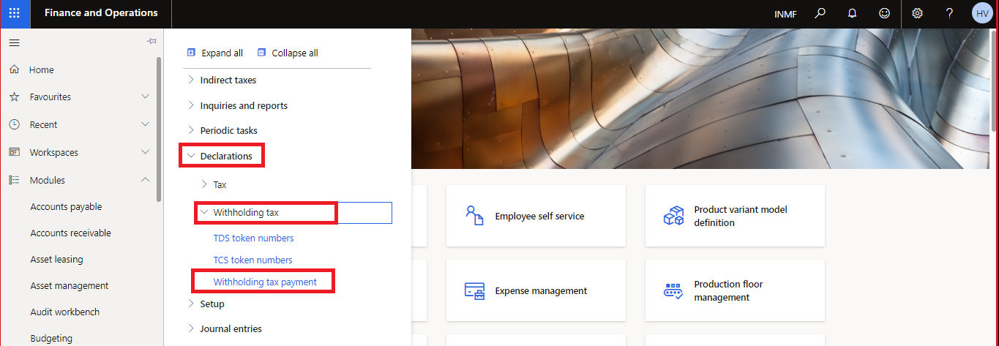 Finance and Operations
INMF
HV
Home
Favourites
Recent
Workspaces
Modules
Accounts payable
Accounts receivable
Asset leasing
Asset management
Audit workbench
Budgeting
Expand all
Collapse all
Indirect taxes
Inquiries and reports
Periodic tasks
Declarations
Tax
Withholding tax
TDS token numbers
TCS token numbers
Withholding tax payment
Setup
Journal entries
Employee self service
Product variant model
definition
Expense management
Production floor
management